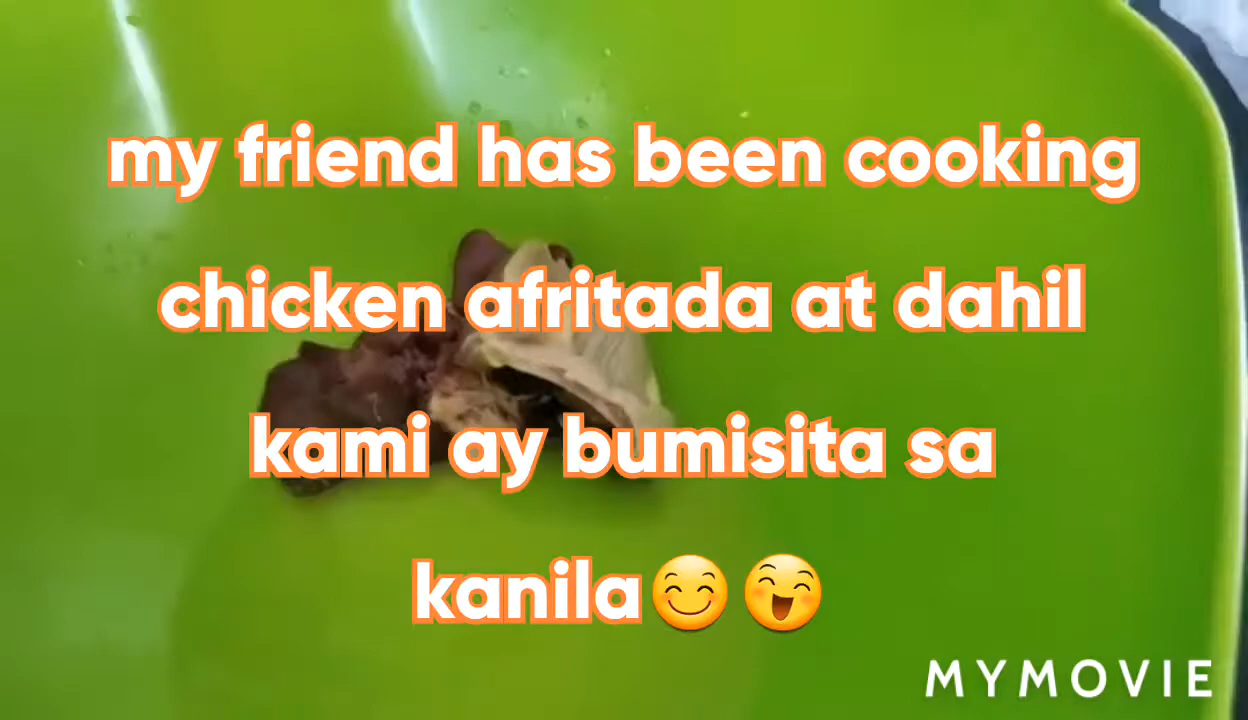 my friend has been cooking
chicken afritada at dahil
kami ay bumisita sa
kanila😊😄
MYMOVIE